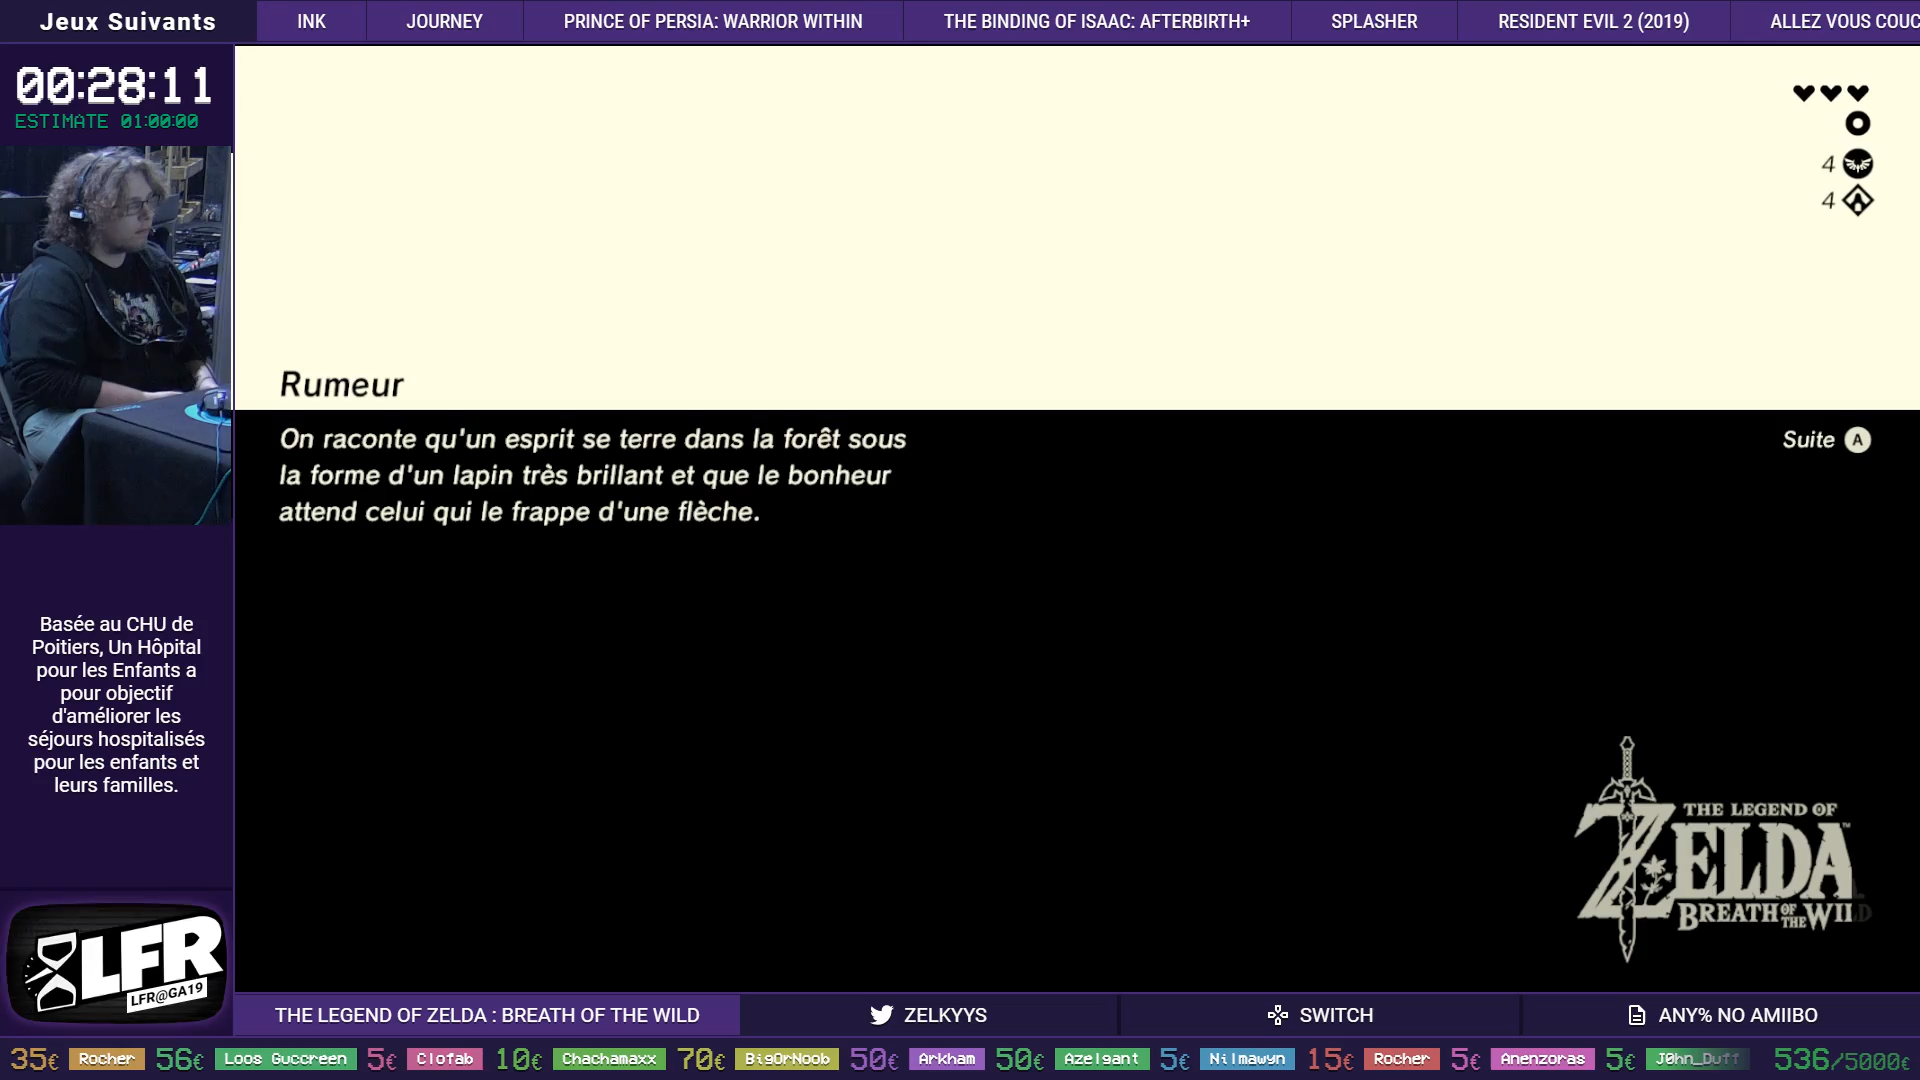 Jeux Suivants
INK
JOURNEY
PRINCE OF PERSIA: WARRIOR WITHIN
THE BINDING OF ISAAC: AFTERBIRTH+
SPLASHER
RESIDENT EVIL 2 (2019)
ALLEZ VOUS COUC
00:28:11
ESTIMATE 01:00:00
4
4
Rumeur
On raconte qu'un esprit se terre dans la forêt sous
la forme d'un lapin très brillant et que le bonheur
attend celui qui le frappe d'une flèche.
Suite A
Basée au CHU de
Poitiers, Un Hôpital
pour les Enfants a
pour objectif
d'améliorer les
séjours hospitalisés
pour les enfants et
leurs familles.
THE LEGEND OF
ZELDA
BREATH OF THE WILD
LFR
LFR@GA19
THE LEGEND OF ZELDA : BREATH OF THE WILD
ZELKYYS
SWITCH
ANY% NO AMIIBO
35€ Rocher 56€ Loos Guccreen 5€ Clofab 10€ Chachamaxx 70€ BigOrNoob 50€ Arkham 50€ Azelgant 5€ Nilmawyn 15€ Rocher 5€ Anenzoras 5€ J0hn_Duff 536/5000€